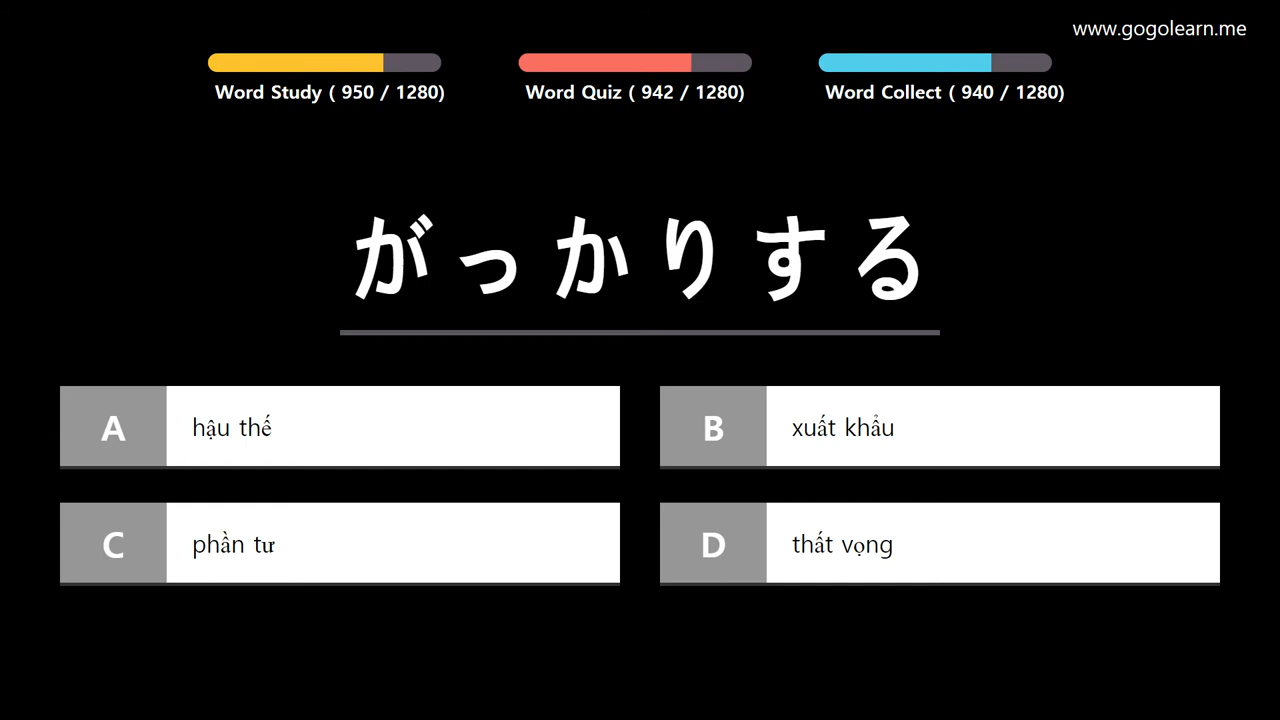 www.gogolearn.me
Word Study ( 950 / 1280)
Word Quiz ( 942 / 1280)
Word Collect ( 940 / 1280)
がっかりする
A hậu thế
B xuất khẩu
C phần tư
D thất vọng